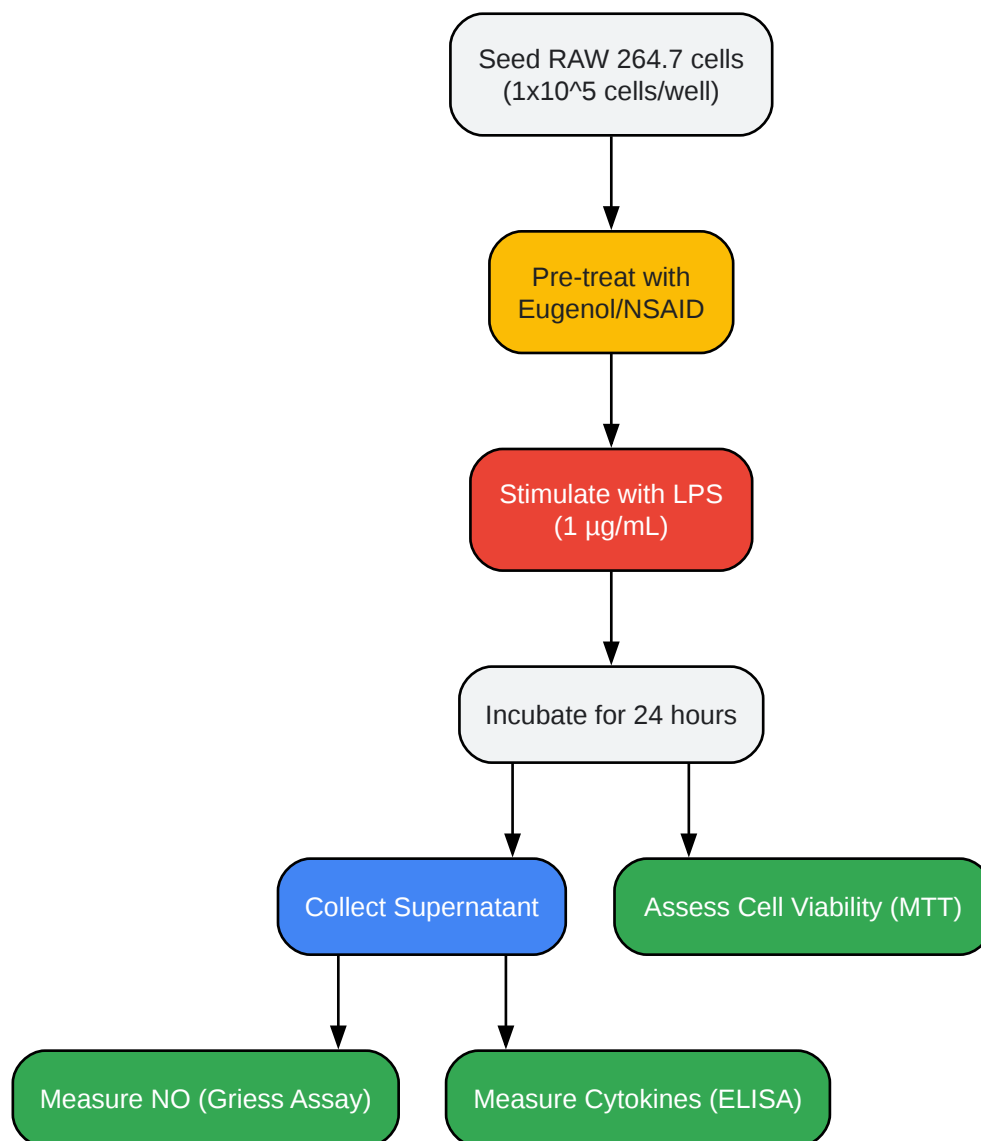 Seed RAW 264.7 cells
(1x10^5 cells/well)
Pre-treat with
Eugenol/NSAID
Stimulate with LPS
(1 µg/mL)
Incubate for 24 hours
Collect Supernatant
Assess Cell Viability (MTT)
Measure NO (Griess Assay)
Measure Cytokines (ELISA)